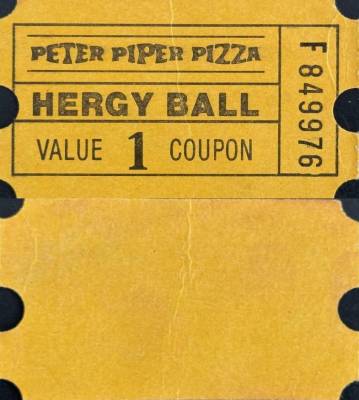 PETER PIPER PIZZA
HERGY BALL
VALUE 1 COUPON
F 849976